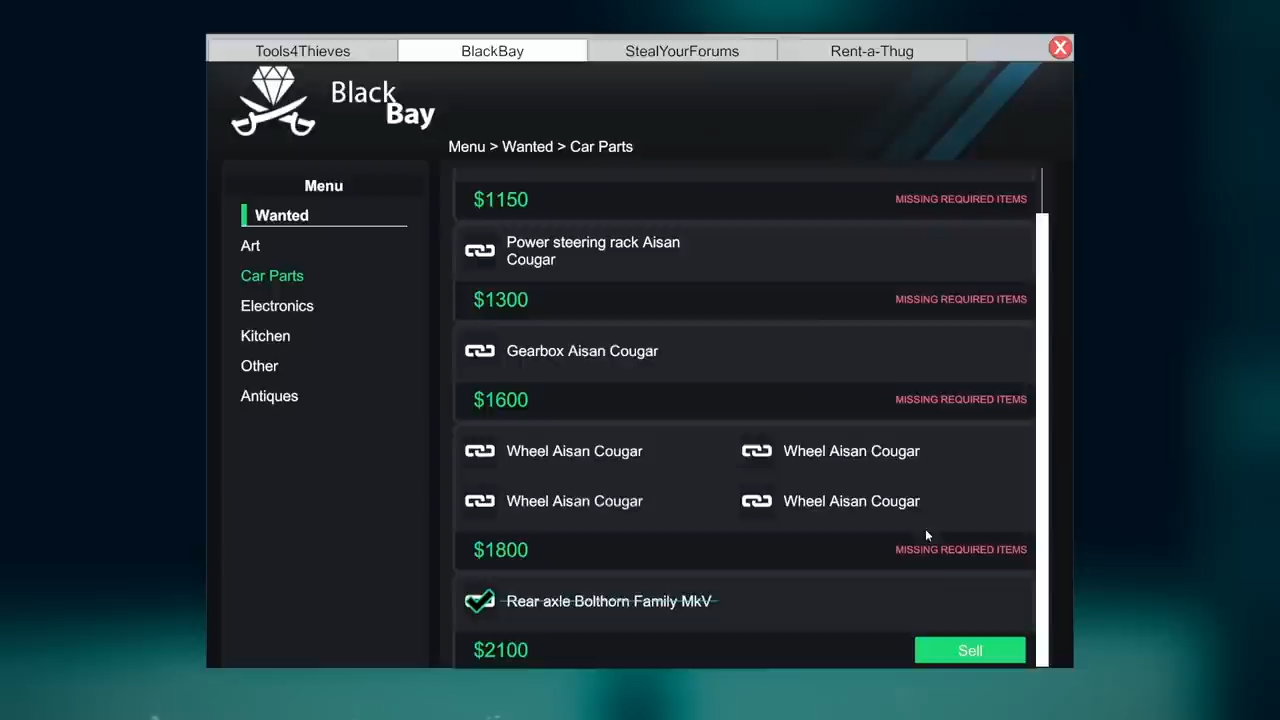 Tools4Thieves
BlackBay
StealYourForums
Rent-a-Thug
X
Black
Bay
Menu > Wanted > Car Parts
Menu
Wanted
Art
Car Parts
Electronics
Kitchen
Other
Antiques
$1150
MISSING REQUIRED ITEMS
Power steering rack Aisan
Cougar
$1300
MISSING REQUIRED ITEMS
Gearbox Aisan Cougar
$1600
MISSING REQUIRED ITEMS
Wheel Aisan Cougar
Wheel Aisan Cougar
Wheel Aisan Cougar
Wheel Aisan Cougar
$1800
MISSING REQUIRED ITEMS
Rear axle Bolthorn Family MkV
$2100
Sell